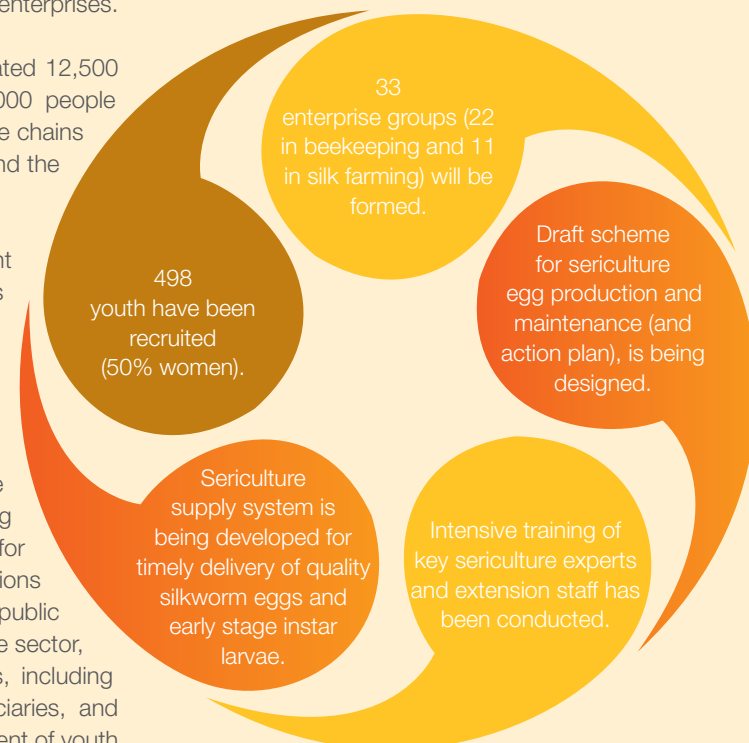 enterprises.
12,500
000 people
chains
the
33
enterprise groups (22
in beekeeping and 11
in silk farming) will be
formed.
Draft scheme
for sericulture
egg production and
maintenance (and
action plan), is being
designed.
498
youth have been
recruited
(50% women).
Sericulture
supply system is
being developed for
timely delivery of quality
silkworm eggs and
early stage instar
larvae.
Intensive training of
key sericulture experts
and extension staff has
been conducted.
for
public
sector,
including
and
of youth